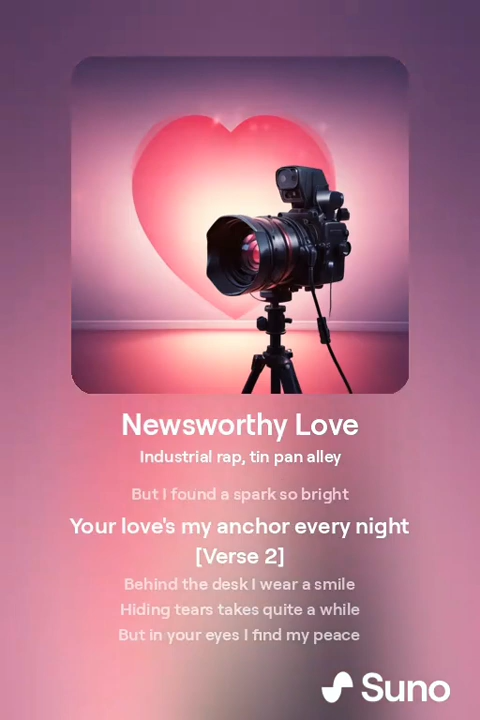 Newsworthy Love
Industrial rap, tin pan alley
But I found a spark so bright
Your love's my anchor every night
[Verse 2]
Behind the desk I wear a smile
Hiding tears takes quite a while
But in your eyes I find my peace
Suno